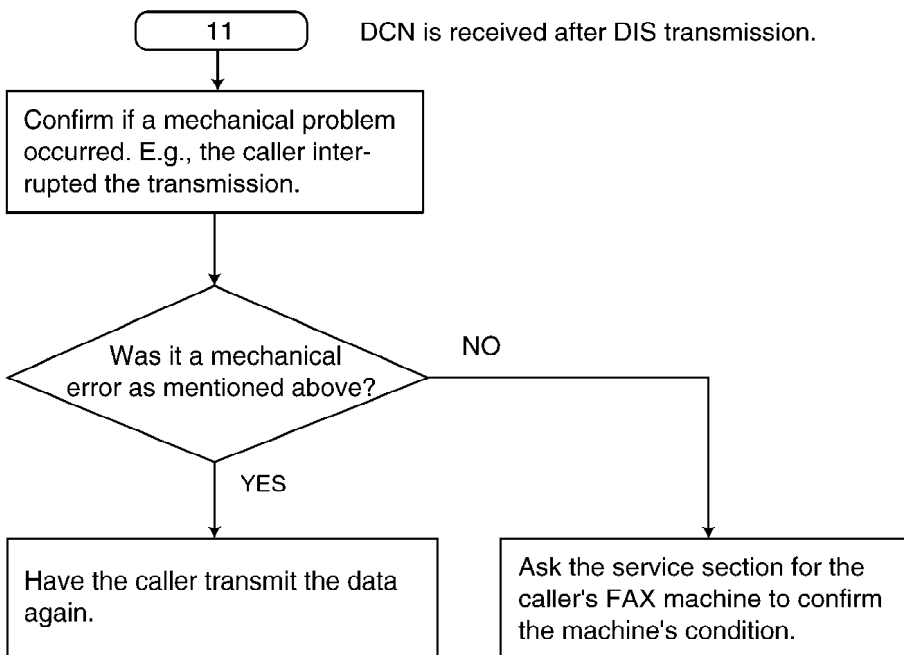 11
DCN is received after DIS transmission.
Confirm if a mechanical problem
occurred. E.g., the caller inter-
rupted the transmission.
Was it a mechanical
error as mentioned above?
NO
YES
Have the caller transmit the data
again.
Ask the service section for the
caller's FAX machine to confirm
the machine's condition.